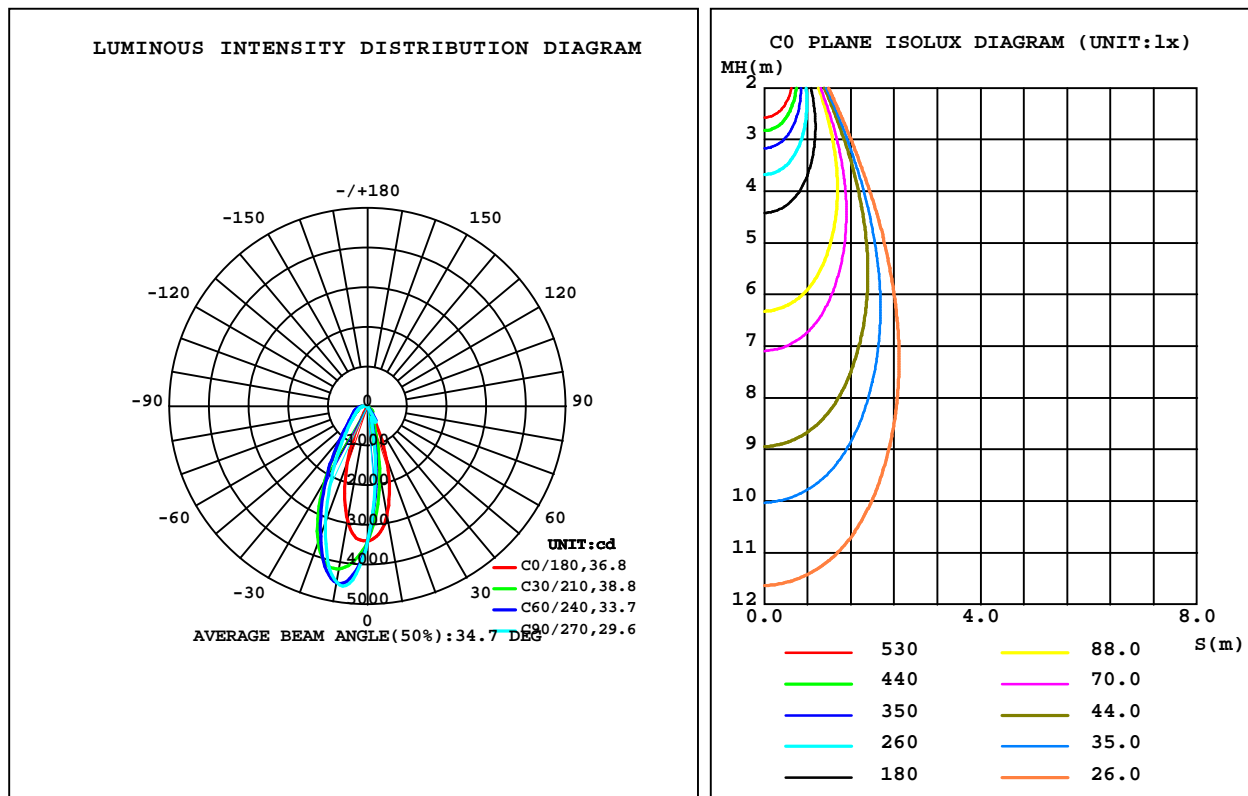 LUMINOUS INTENSITY DISTRIBUTION DIAGRAM
-/+180
-150 150
-120 120
-90 0 90
1000
2000
-60 3000 60
4000
-30 5000 30
0
UNIT:cd
C0/180,36.8
C30/210,38.8
C60/240,33.7
C90/270,29.6
AVERAGE BEAM ANGLE(50%):34.7 DEG
C0 PLANE ISOLUX DIAGRAM (UNIT:lx)
MH(m)
2
3
4
5
6
7
8
9
10
11
12
0.0 4.0 8.0
S(m)
530 88.0
440 70.0
350 44.0
260 35.0
180 26.0